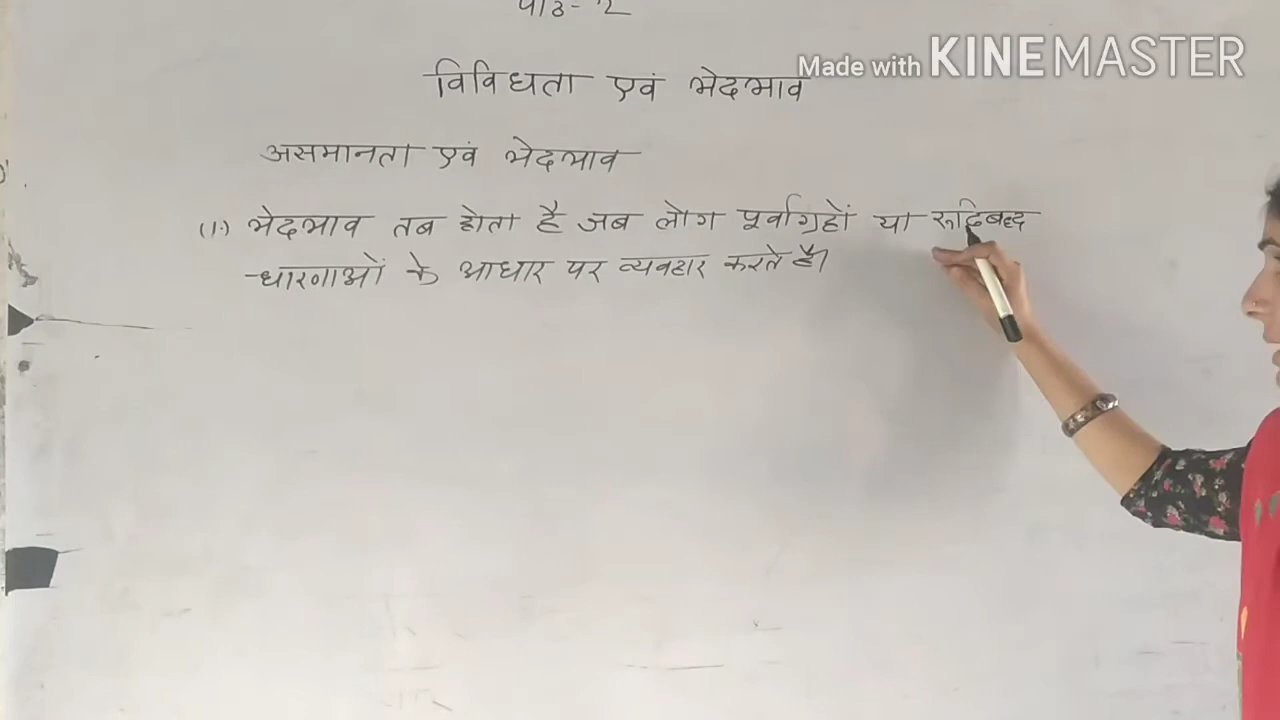 पाठ- 2
Made with KINEMASTER
विविधता एवं भेदभाव
असमानता एवं भेदभाव
(1.) भेदभाव तब होता है जब लोग पूर्वाग्रहों या रूढ़िबद्ध
धारणाओं के आधार पर व्यवहार करते है।